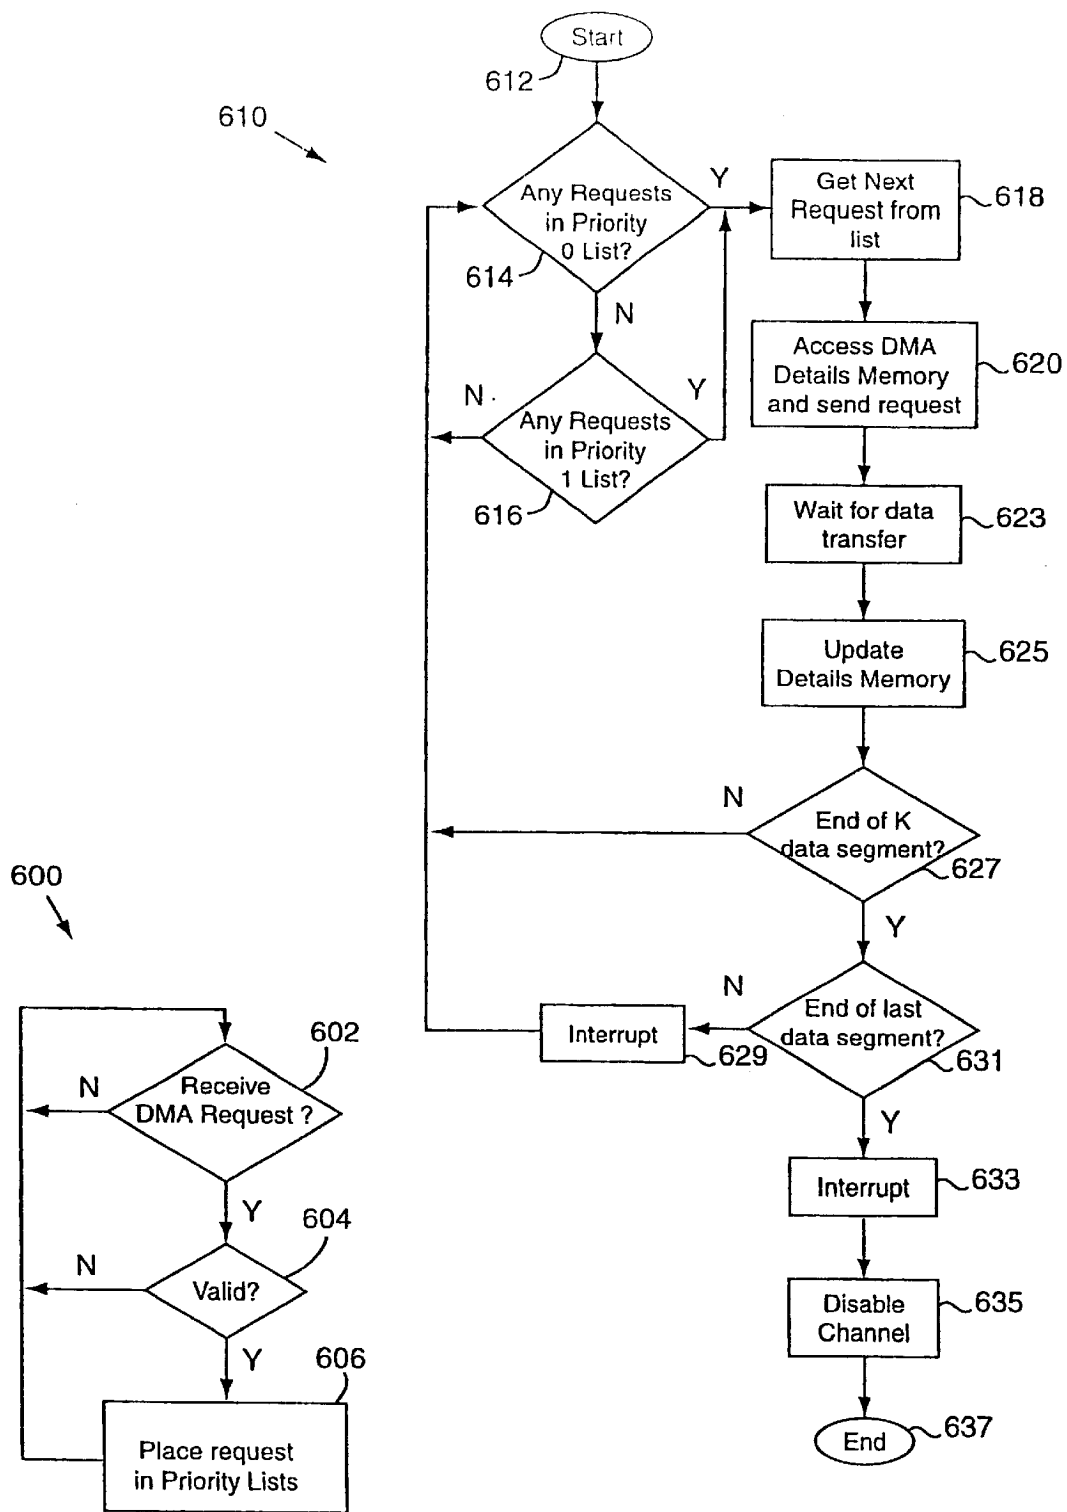 Start
612
610
Any Requests
in Priority
0 List?
614
Y
N
Get Next
Request from
list
618
Any Requests
in Priority
1 List?
616
N
Y
Access DMA
Details Memory
and send request
620
Wait for data
transfer
623
Update
Details Memory
625
End of K
data segment?
627
N
Y
End of last
data segment?
631
N
Interrupt
629
Y
Interrupt
633
Disable
Channel
635
End
637
600
Receive
DMA Request ?
602
N
Y
Valid?
604
N
Y
606
Place request
in Priority Lists